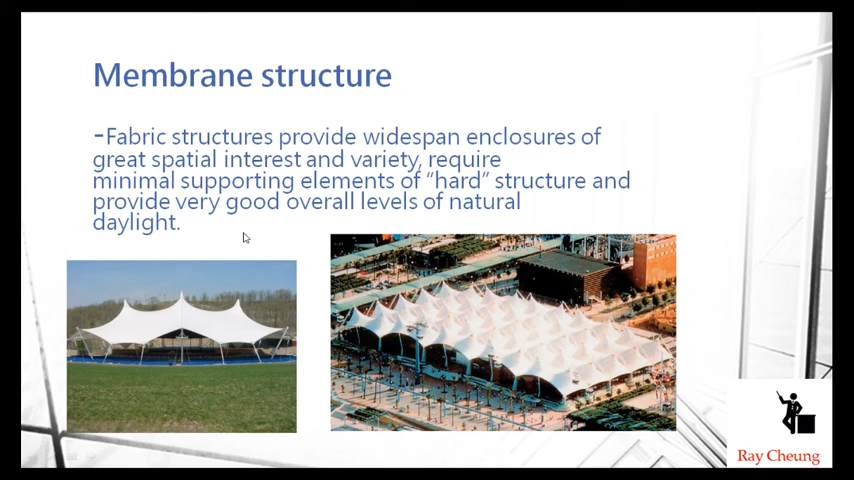 Membrane structure
-Fabric structures provide widespan enclosures of
great spatial interest and variety, require
minimal supporting elements of “hard” structure and
provide very good overall levels of natural
daylight.
Ray Cheung